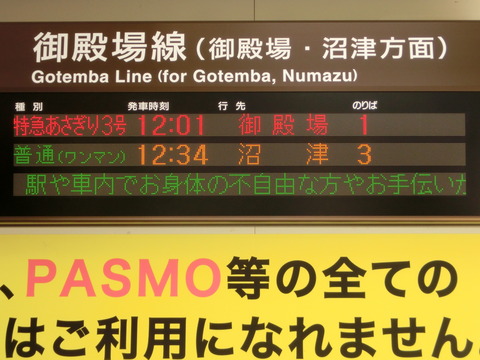 御殿場線（御殿場・沼津方面）
Gotemba Line (for Gotemba, Numazu)
種別 発車時刻 行先 のりば
特急あさぎり3号 12:01 御殿場 1
普通(ワンマン) 12:34 沼津 3
駅や車内でお身体の不自由な方やお手伝いが
、PASMO等の全ての
はご利用になれません